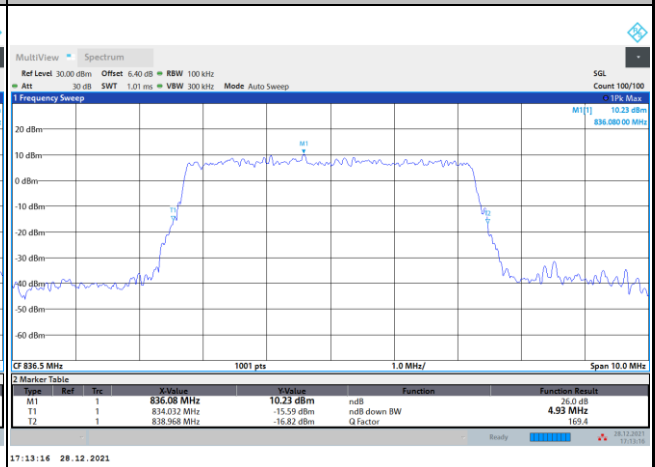 MultiView Spectrum
Ref Level 30.00 dBm Offset 6.40 dB RBW 100 kHz SGL
Att 30 dB SWT 1.01 ms VBW 300 kHz Mode Auto Sweep Count 100/100
1 Frequency Sweep 1Pk Max
M1[1] 10.23 dBm
836.080 00 MHz
20 dBm
M1
10 dBm
0 dBm
-10 dBm
T1
T2
-20 dBm
-30 dBm
-40 dBm
-50 dBm
-60 dBm
CF 836.5 MHz 1001 pts 1.0 MHz/ Span 10.0 MHz
2 Marker Table
Type Ref Trc X-Value Y-Value Function Function Result
M1 1 836.08 MHz 10.23 dBm ndB 26.0 dB
T1 1 834.032 MHz -15.59 dBm ndB down BW 4.93 MHz
T2 1 838.968 MHz -16.82 dBm Q Factor 169.4
Ready 28.12.2021
17:13:16
17:13:16 28.12.2021